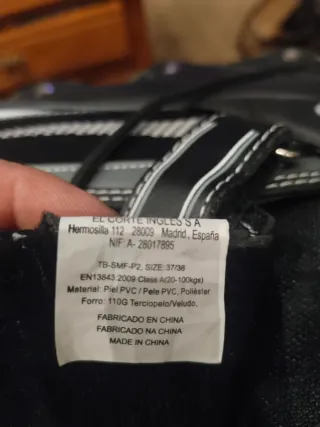 EL CORTE INGLES S A
Hermosilla 112 28009 Madrid, España
NIF: A- 28017895
TB-SMF-P2, SIZE: 37/38
EN13843:2009 Class A(20-100kgs)
Material: Piel PVC / Pele PVC, Poliéster
Forro: 110G Terciopelo/Veludo.
FABRICADO EN CHINA
FABRICADO NA CHINA
MADE IN CHINA